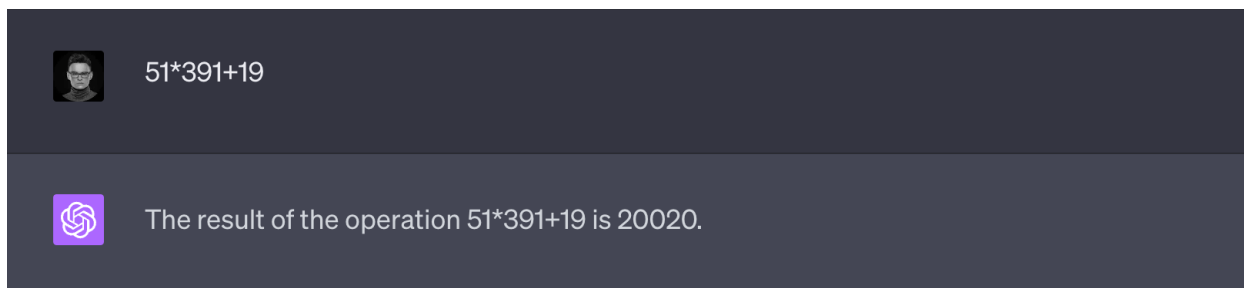 51*391+19
The result of the operation 51*391+19 is 20020.